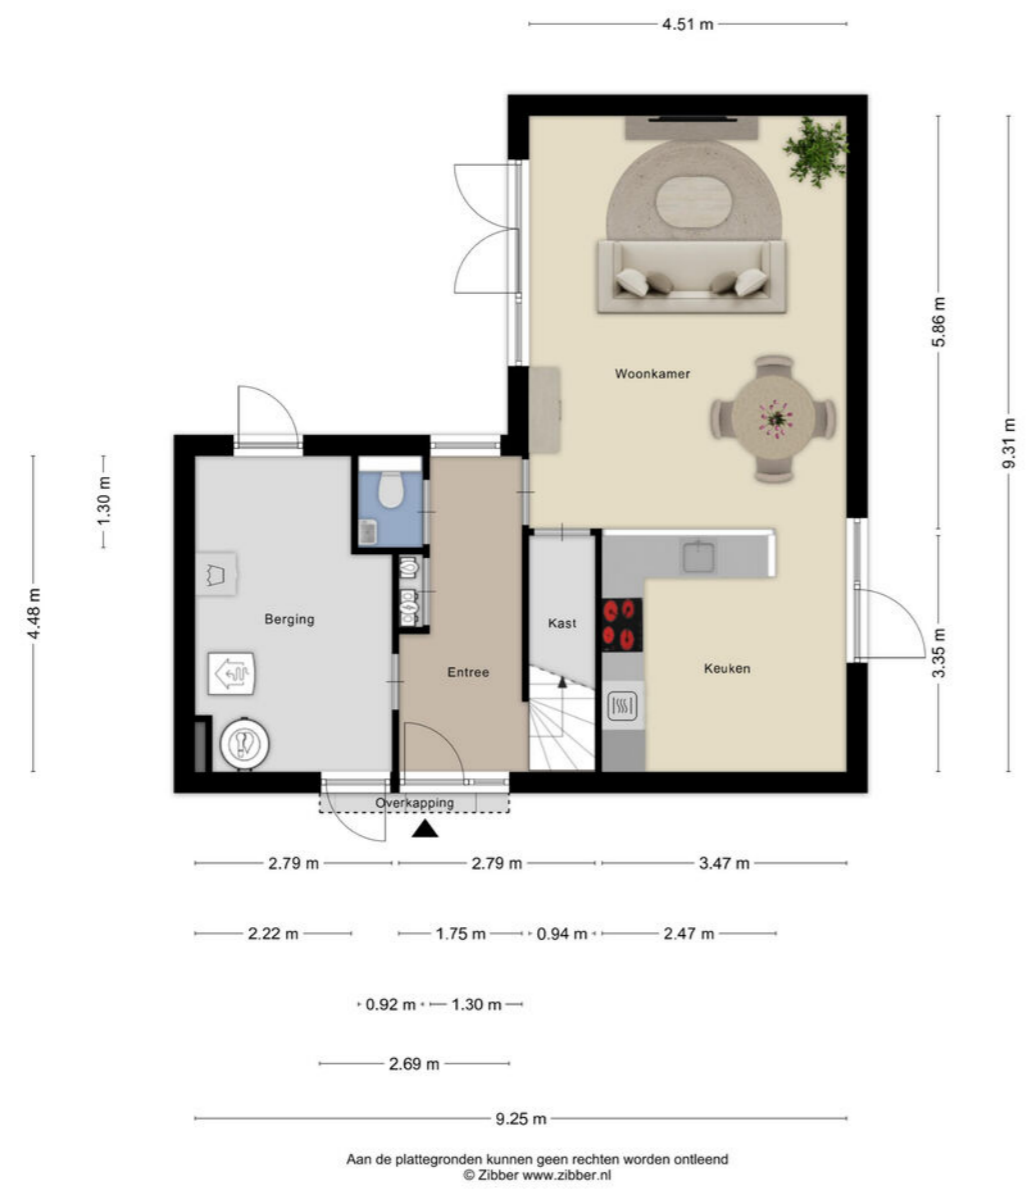 4.51 m
5.86 m
9.31 m
Woonkamer
1.30 m
4.48 m
Berging
Kast
Entree
Keuken
3.35 m
Overkapping
2.79 m
2.79 m
3.47 m
2.22 m
1.75 m
0.94 m
2.47 m
0.92 m
1.30 m
2.69 m
9.25 m
Aan de plattegronden kunnen geen rechten worden ontleend
© Zibber www.zibber.nl